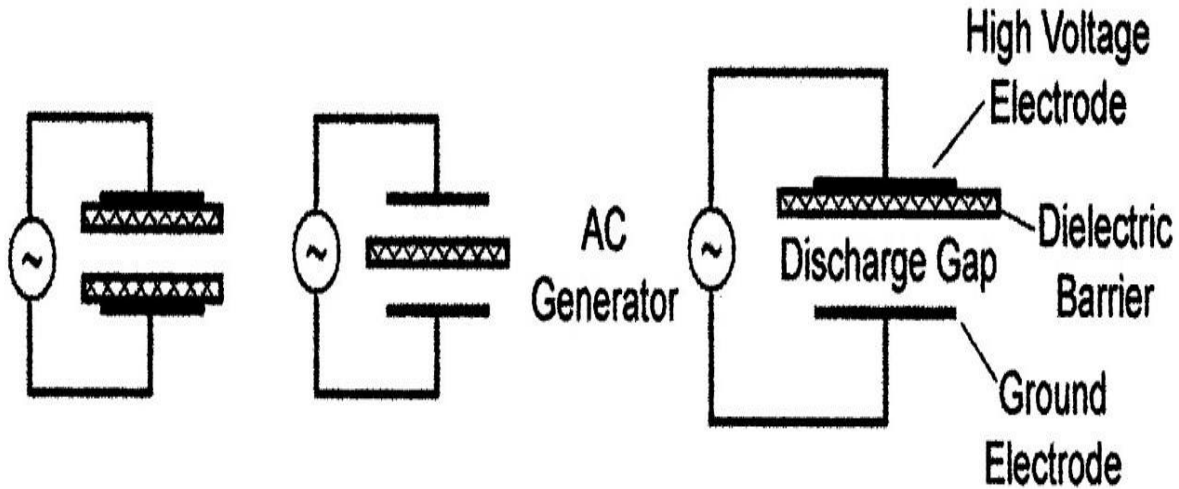 High Voltage
Electrode
AC
Generator
Discharge Gap
Dielectric
Barrier
Ground
Electrode